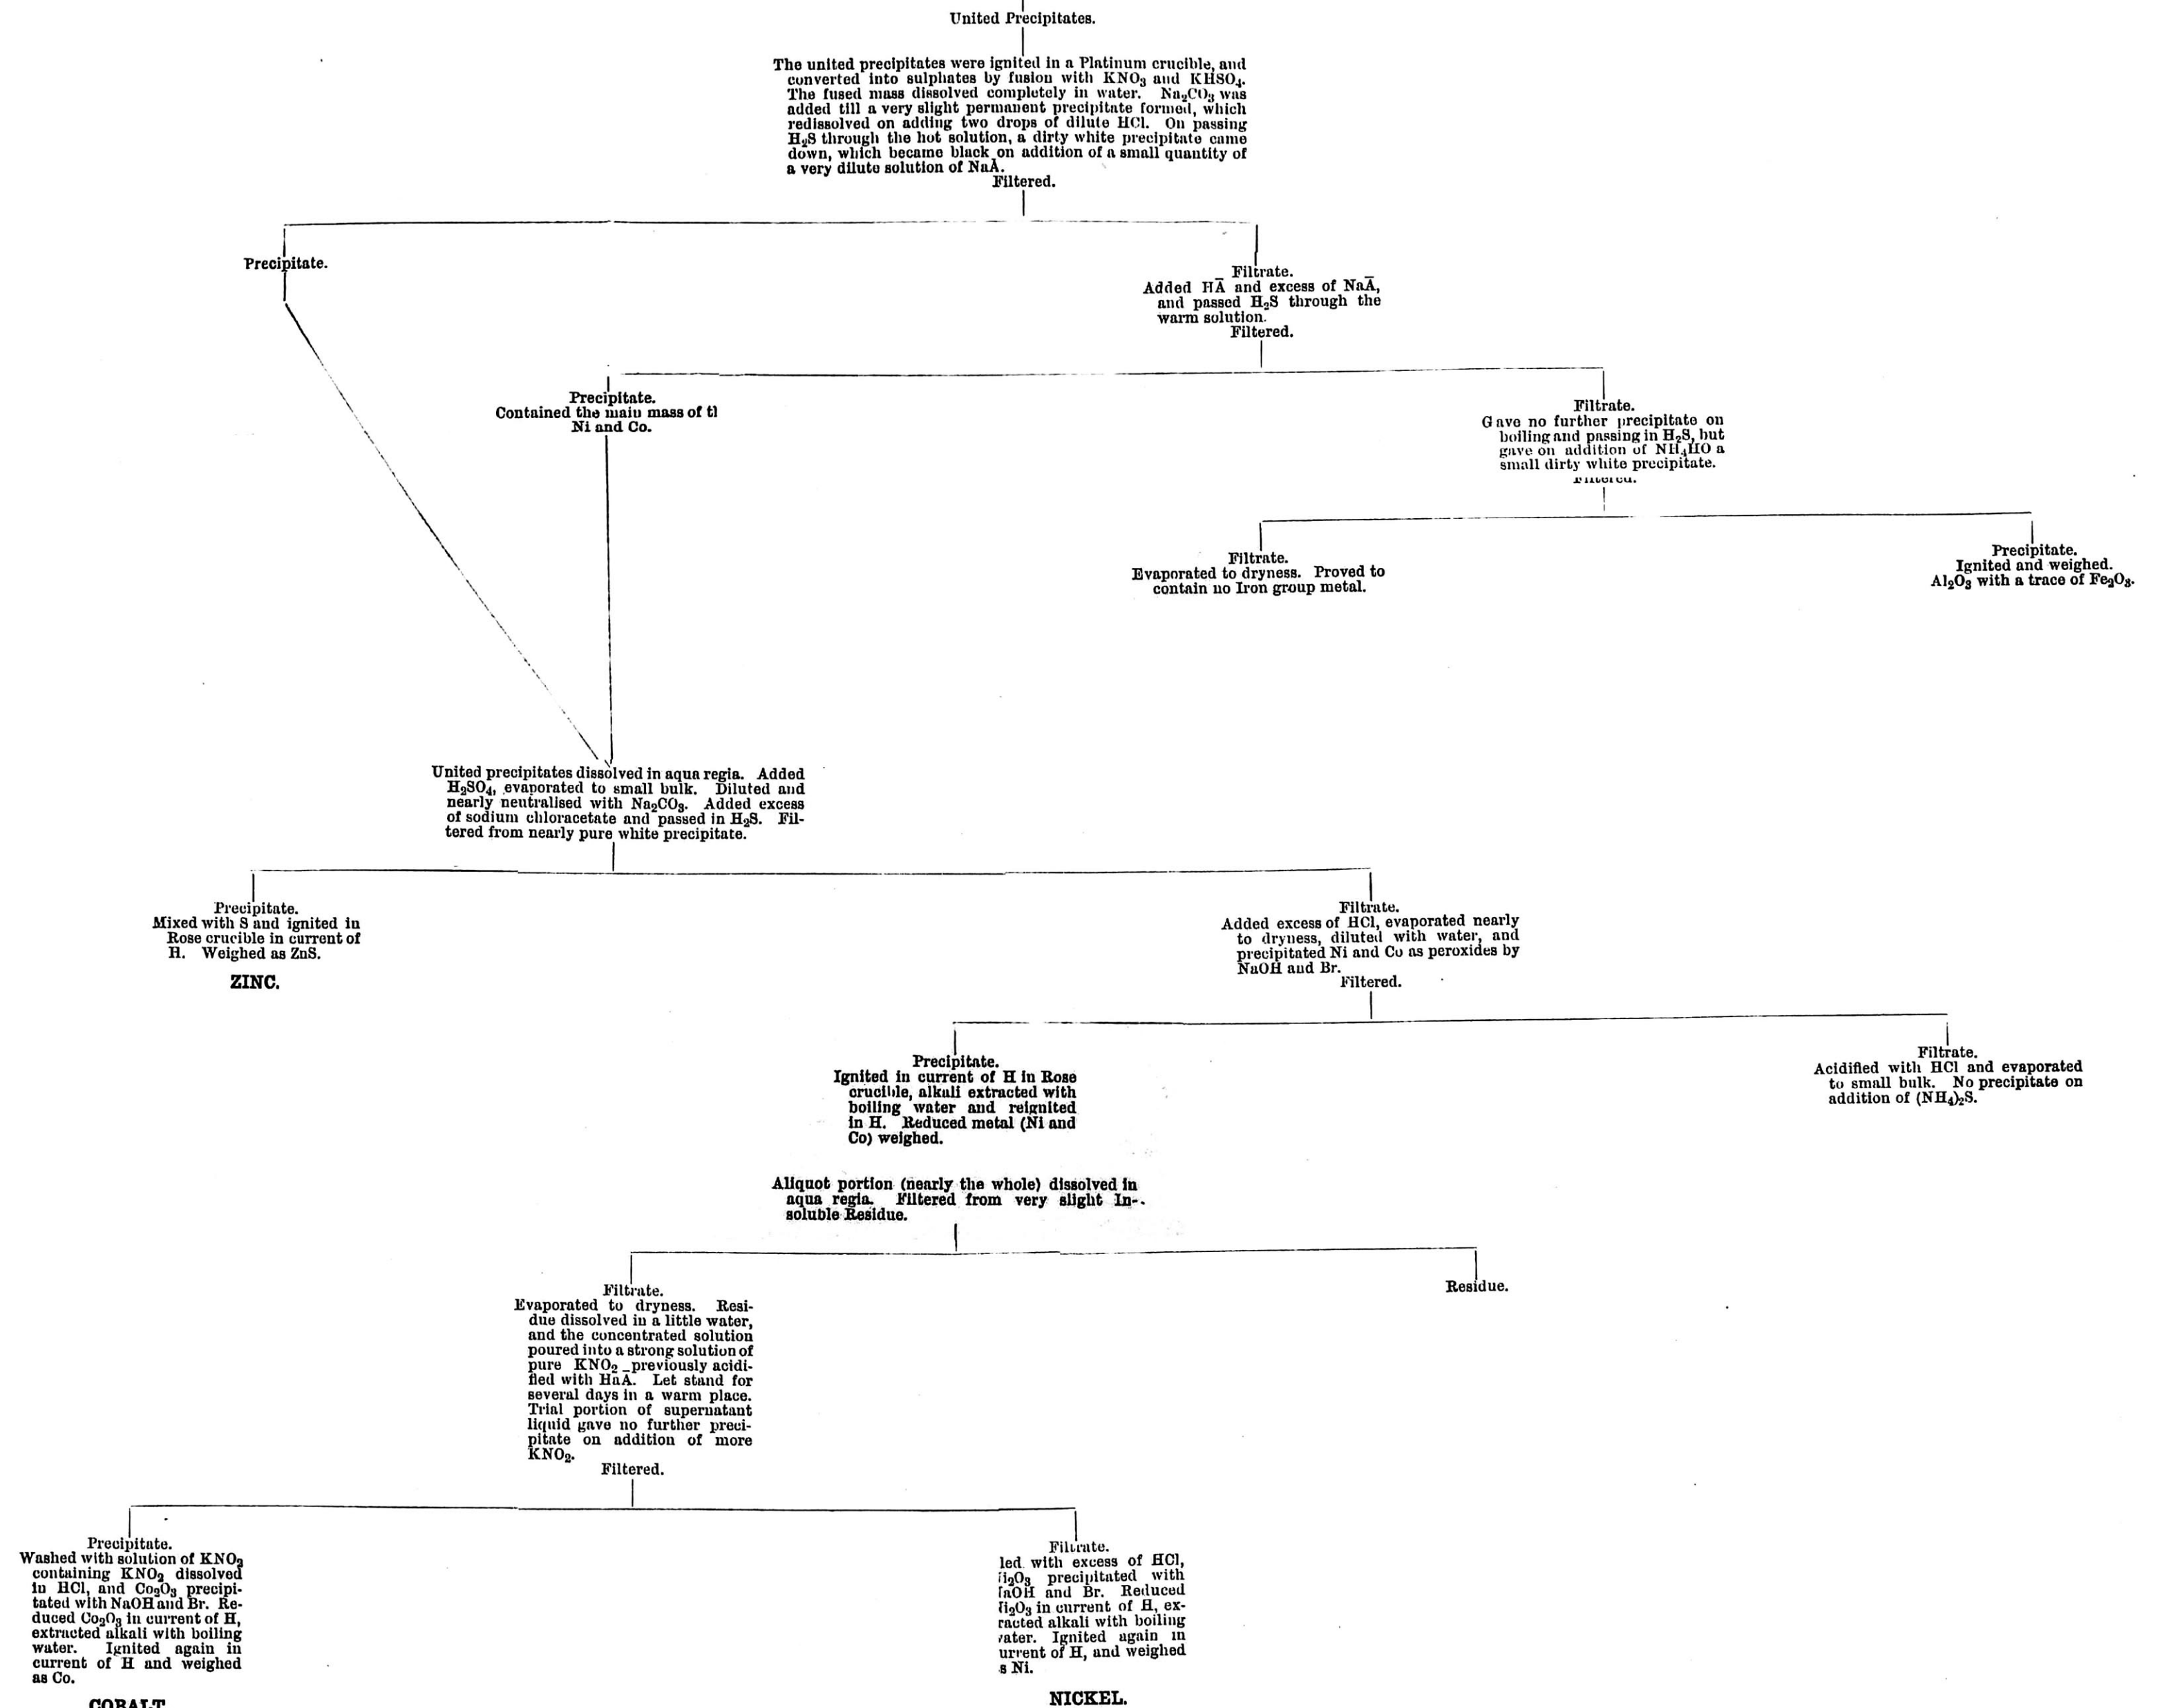 United Precipitates.
The united precipitates were ignited in a Platinum crucible, and
converted into sulphates by fusion with KNO₃ and KHSO₄.
The fused mass dissolved completely in water. Na₂CO₃ was
added till a very slight permanent precipitate formed, which
redissolved on adding two drops of dilute HCl. On passing
H₂S through the hot solution, a dirty white precipitate came
down, which became black on addition of a small quantity of
a very dilute solution of NaĀ.
Filtered.
Precipitate.
Filtrate.
Added HĀ and excess of NaĀ,
and passed H₂S through the
warm solution.
Filtered.
Precipitate.
Contained the main mass of
Ni and Co.
Filtrate.
Gave no further precipitate on
boiling and passing in H₂S, but
gave on addition of NH₄HO a
small dirty white precipitate.
Filtrate.
Evaporated to dryness. Proved to
contain no Iron group metal.
Precipitate.
Ignited and weighed.
Al₂O₃ with a trace of Fe₂O₃.
United precipitates dissolved in aqua regia. Added
H₂SO₄, evaporated to small bulk. Diluted and
nearly neutralised with Na₂CO₃. Added excess
of sodium chloracetate and passed in H₂S. Fil-
tered from nearly pure white precipitate.
Precipitate.
Mixed with S and ignited in
Rose crucible in current of
H. Weighed as ZnS.
ZINC.
Filtrate.
Added excess of HCl, evaporated nearly
to dryness, diluted with water, and
precipitated Ni and Co as peroxides by
NaOH and Br.
Filtered.
Precipitate.
Ignited in current of H in Rose
crucible, alkali extracted with
boiling water and reignited
in H. Reduced metal (Ni and
Co) weighed.
Filtrate.
Acidified with HCl and evaporated
to small bulk. No precipitate on
addition of (NH₄)₂S.
Aliquot portion (nearly the whole) dissolved in
aqua regia. Filtered from very slight In-
soluble Residue.
Filtrate.
Evaporated to dryness. Resi-
due dissolved in a little water,
and the concentrated solution
poured into a strong solution of
pure KNO₂ previously acidi-
fied with HaĀ. Let stand for
several days in a warm place.
Trial portion of supernatant
liquid gave no further preci-
pitate on addition of more
KNO₂.
Filtered.
Residue.
Precipitate.
Washed with solution of KNO₂
containing KNO₂ dissolved
in HCl, and Co₂O₃ precipi-
tated with NaOH and Br. Re-
duced Co₂O₃ in current of H,
extracted alkali with boiling
water. Ignited again in
current of H and weighed
as Co.
COBALT
Filtrate.
led with excess of HCl,
i₂O₃ precipitated with
aOH and Br. Reduced
i₂O₃ in current of H, ex-
racted alkali with boiling
ater. Ignited again in
urrent of H, and weighed
s Ni.
NICKEL.